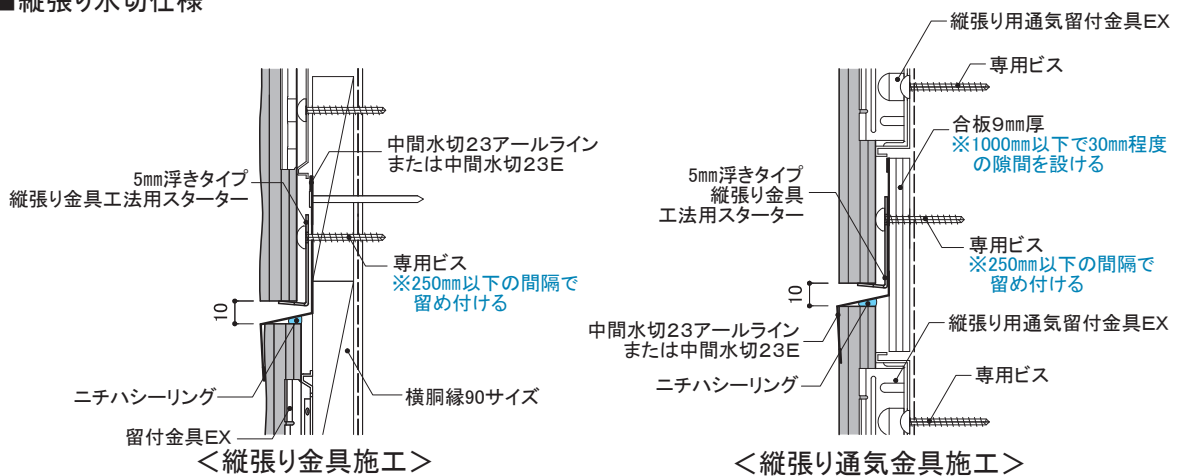 ■縦張り水切仕様
中間水切23アールライン
または中間水切23E
5mm浮きタイプ
縦張り金具工法用スターター
専用ビス
※250mm以下の間隔で
留め付ける
10
ニチハシーリング
留付金具EX
横胴縁90サイズ
＜縦張り金具施工＞
縦張り用通気留付金具EX
専用ビス
合板9mm厚
※1000mm以下で30mm程度
の隙間を設ける
5mm浮きタイプ
縦張り金具
工法用スターター
専用ビス
※250mm以下の間隔で
留め付ける
10
中間水切23アールライン
または中間水切23E
縦張り用通気留付金具EX
ニチハシーリング
専用ビス
＜縦張り通気金具施工＞